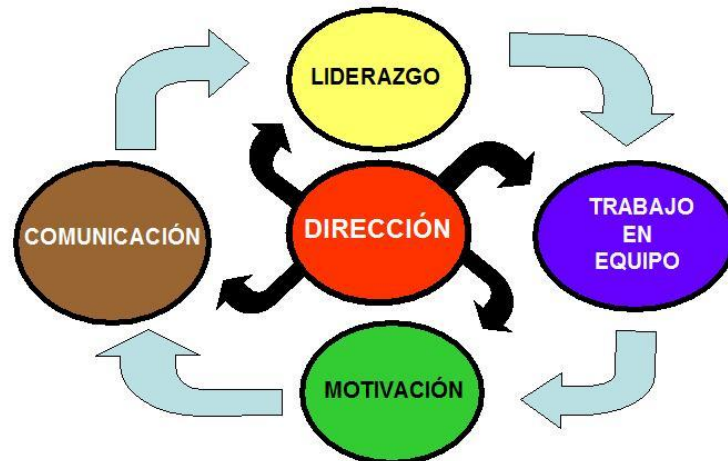 LIDERAZGO
COMUNICACIÓN
DIRECCIÓN
TRABAJO
EN
EQUIPO
MOTIVACIÓN